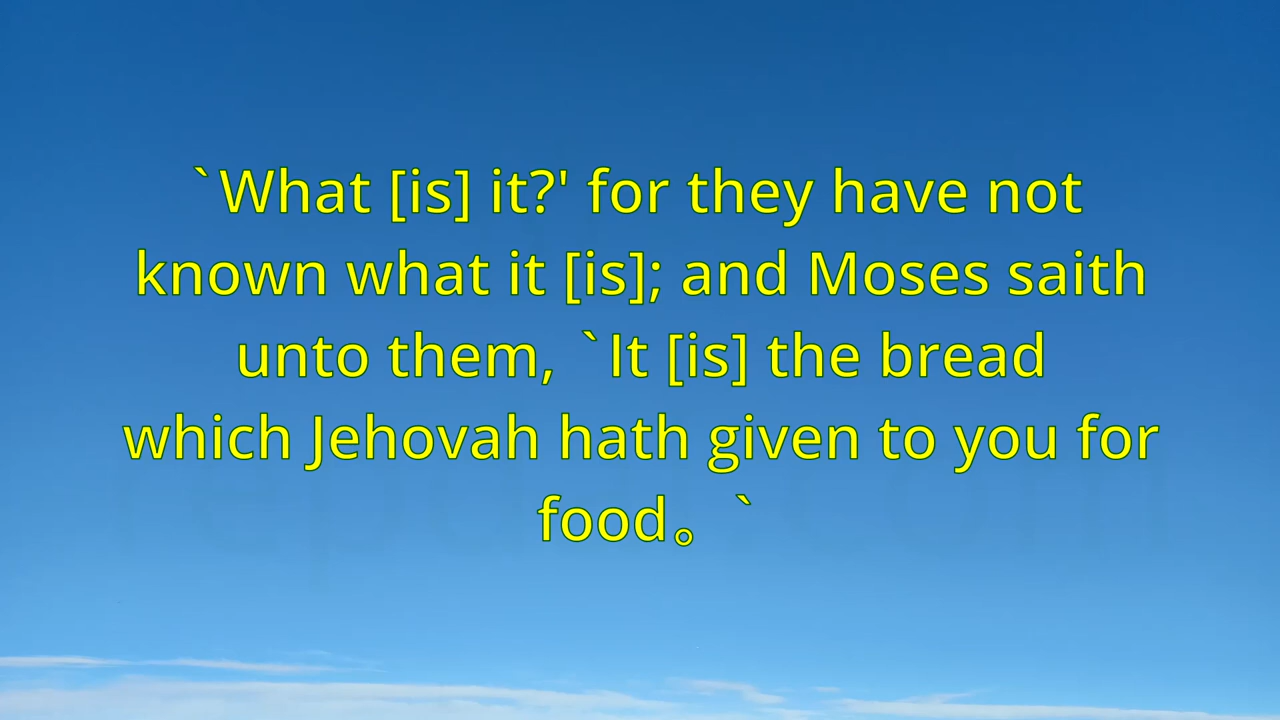 `What [is] it?' for they have not
known what it [is]; and Moses saith
unto them, `It [is] the bread
which Jehovah hath given to you for
food。 `